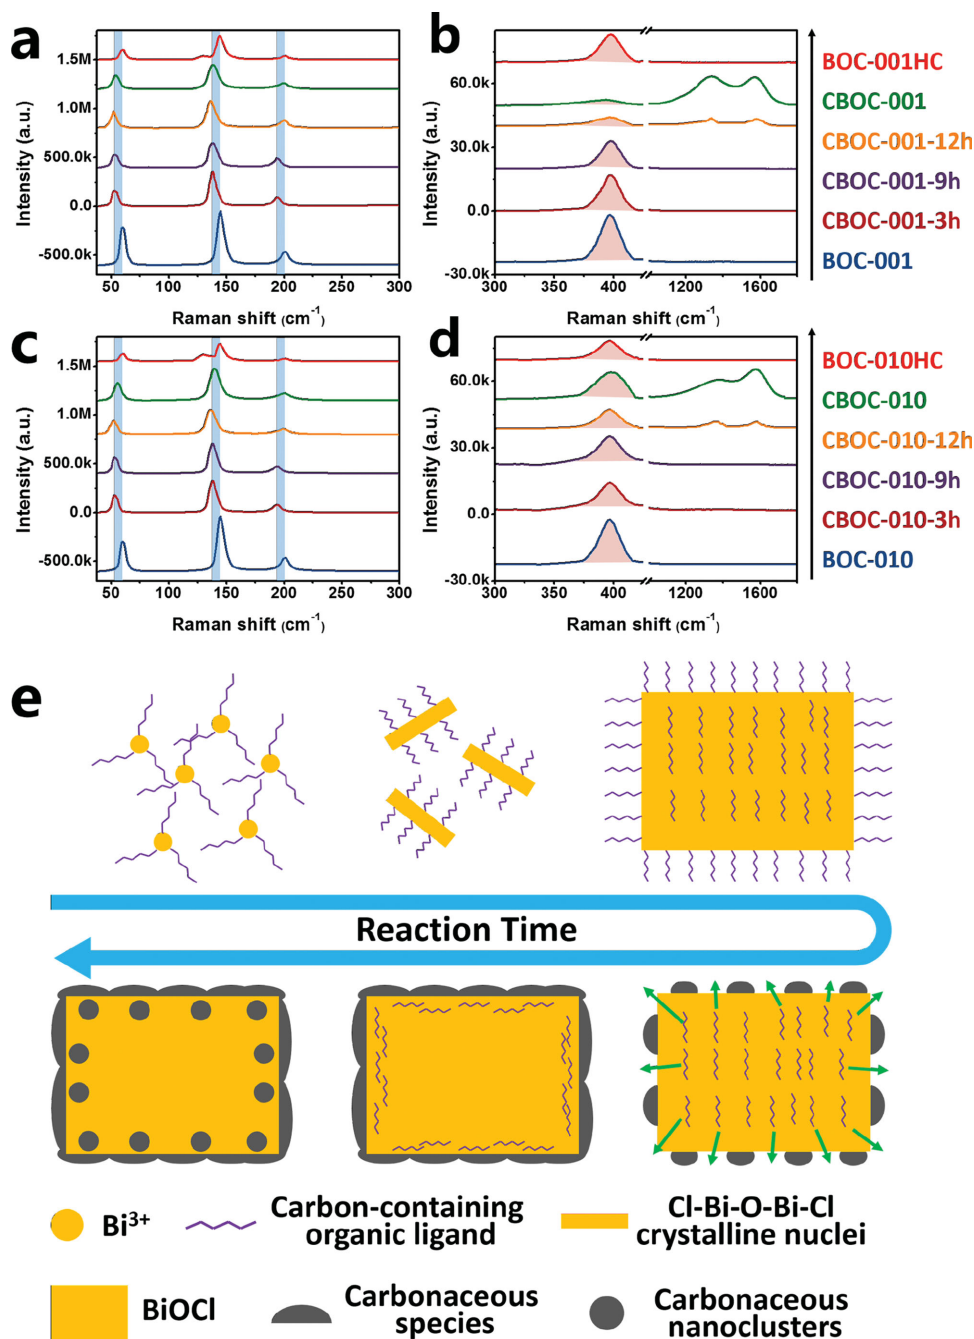 a
1.5M
1.0M
500.0k
0.0
-500.0k
Intensity (a.u.)
50 100 150 200 250 300
Raman shift (cm⁻¹)
b
60.0k
30.0k
0.0
-30.0k
Intensity (a.u.)
300 400 1200 1600
Raman shift (cm⁻¹)
BOC-001HC
CBOC-001
CBOC-001-12h
CBOC-001-9h
CBOC-001-3h
BOC-001
c
1.5M
1.0M
500.0k
0.0
-500.0k
Intensity (a.u.)
50 100 150 200 250 300
Raman shift (cm⁻¹)
d
60.0k
30.0k
0.0
-30.0k
Intensity (a.u.)
300 400 1200 1600
Raman shift (cm⁻¹)
BOC-010HC
CBOC-010
CBOC-010-12h
CBOC-010-9h
CBOC-010-3h
BOC-010
e
Reaction Time
Bi³⁺
Carbon-containing
organic ligand
Cl-Bi-O-Bi-Cl
crystalline nuclei
BiOCl
Carbonaceous
species
Carbonaceous
nanoclusters